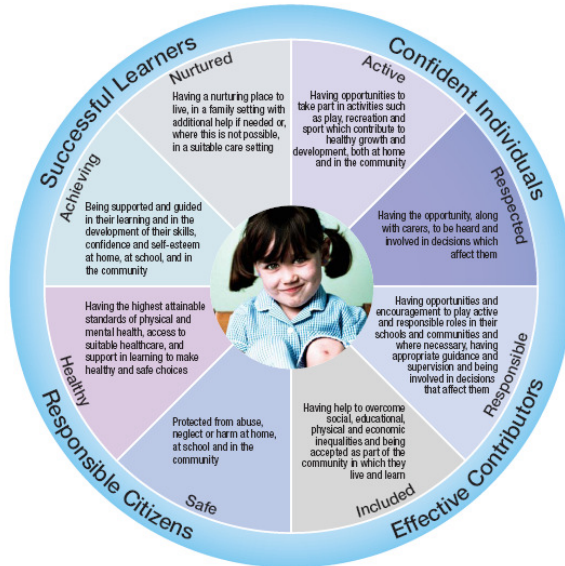 Successful Learners
Confident Individuals
Nurtured
Having a nurturing place to
live, in a family setting with
additional help if needed or,
where this is not possible,
in a suitable care setting
Active
Having opportunities to
take part in activities such
as play, recreation and
sport which contribute to
healthy growth and
development, both at home
and in the community
Achieving
Being supported and guided
in their learning and in the
development of their skills,
confidence and self-esteem
at home, at school, and in
the community
Respected
Having the opportunity, along
with carers, to be heard and
involved in decisions which
affect them
Healthy
Having the highest attainable
standards of physical and
mental health, access to
suitable healthcare, and
support in learning to make
healthy and safe choices
Responsible
Having opportunities and
encouragement to play active
and responsible roles in their
schools and communities and
where necessary, having
appropriate guidance and
supervision and being
involved in decisions
that affect them
Protected from abuse,
neglect or harm at home,
at school and in the
community
Safe
Having help to overcome
social, educational,
physical and economic
inequalities and being
accepted as part of the
community in which they
live and learn
Included
Responsible Citizens
Effective Contributors